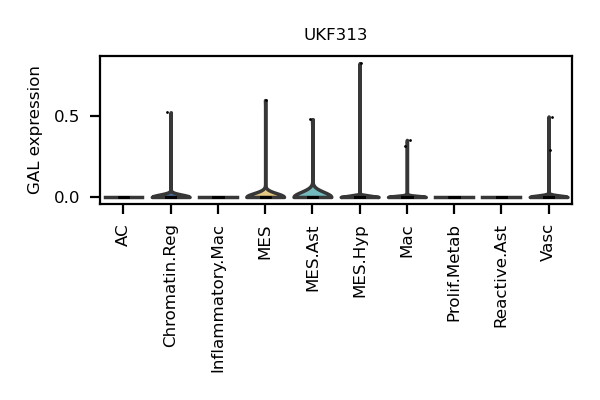 UKF313
GAL expression
0.5
0.0
AC
Chromatin.Reg
Inflammatory.Mac
MES
MES.Ast
MES.Hyp
Mac
Prolif.Metab
Reactive.Ast
Vasc